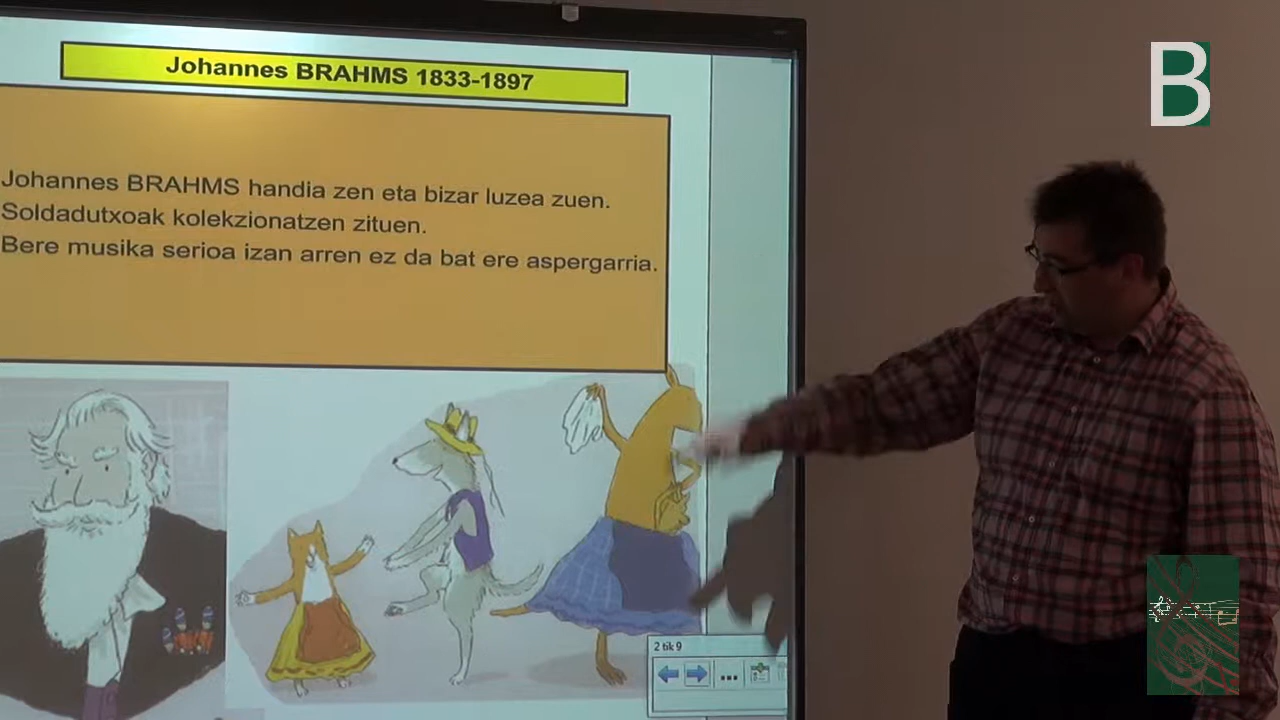 Johannes BRAHMS 1833-1897
B
Johannes BRAHMS handia zen eta bizar luzea zuen.
Soldadutxoak kolekzionatzen zituen.
Bere musika serioa izan arren ez da bat ere aspergarria.
2 tik 9